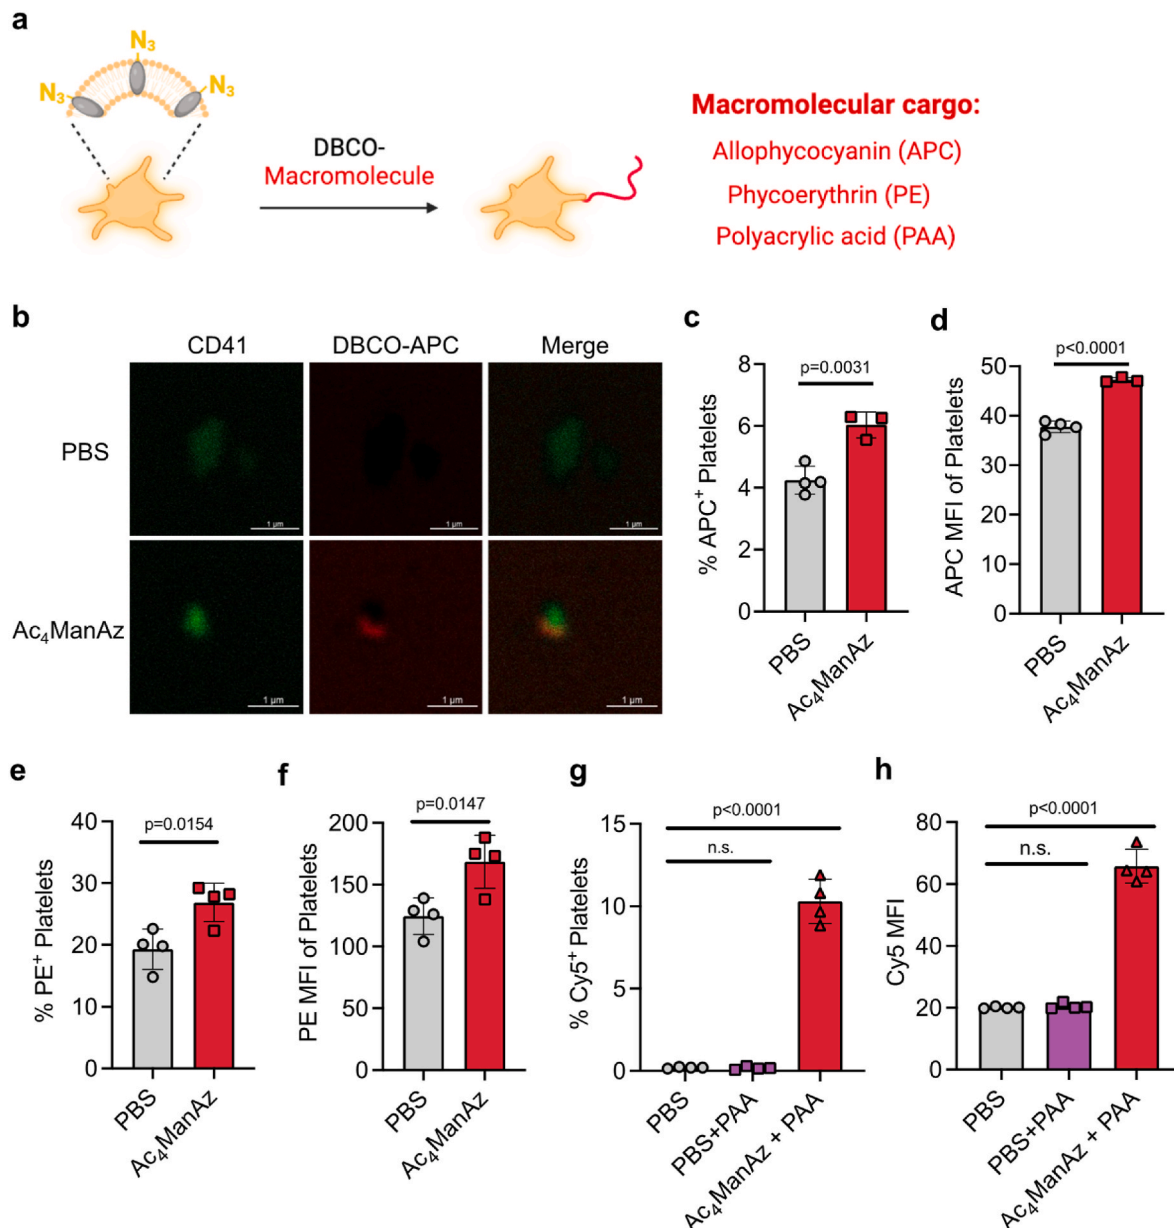 a
N₃
N₃
N₃
DBCO-
Macromolecule
Macromolecular cargo:
Allophycocyanin (APC)
Phycoerythrin (PE)
Polyacrylic acid (PAA)
b
CD41
DBCO-APC
Merge
PBS
1 µm
1 µm
1 µm
Ac₄ManAz
1 µm
1 µm
1 µm
c
% APC⁺ Platelets
8
6
4
2
0
p=0.0031
PBS
Ac₄ManAz
d
APC MFI of Platelets
50
40
30
20
10
0
p<0.0001
PBS
Ac₄ManAz
e
% PE⁺ Platelets
40
30
20
10
0
p=0.0154
PBS
Ac₄ManAz
f
PE MFI of Platelets
200
150
100
50
0
p=0.0147
PBS
Ac₄ManAz
g
% Cy5⁺ Platelets
15
10
5
0
p<0.0001
n.s.
PBS
PBS+PAA
Ac₄ManAz + PAA
h
Cy5 MFI
80
60
40
20
0
p<0.0001
n.s.
PBS
PBS+PAA
Ac₄ManAz + PAA